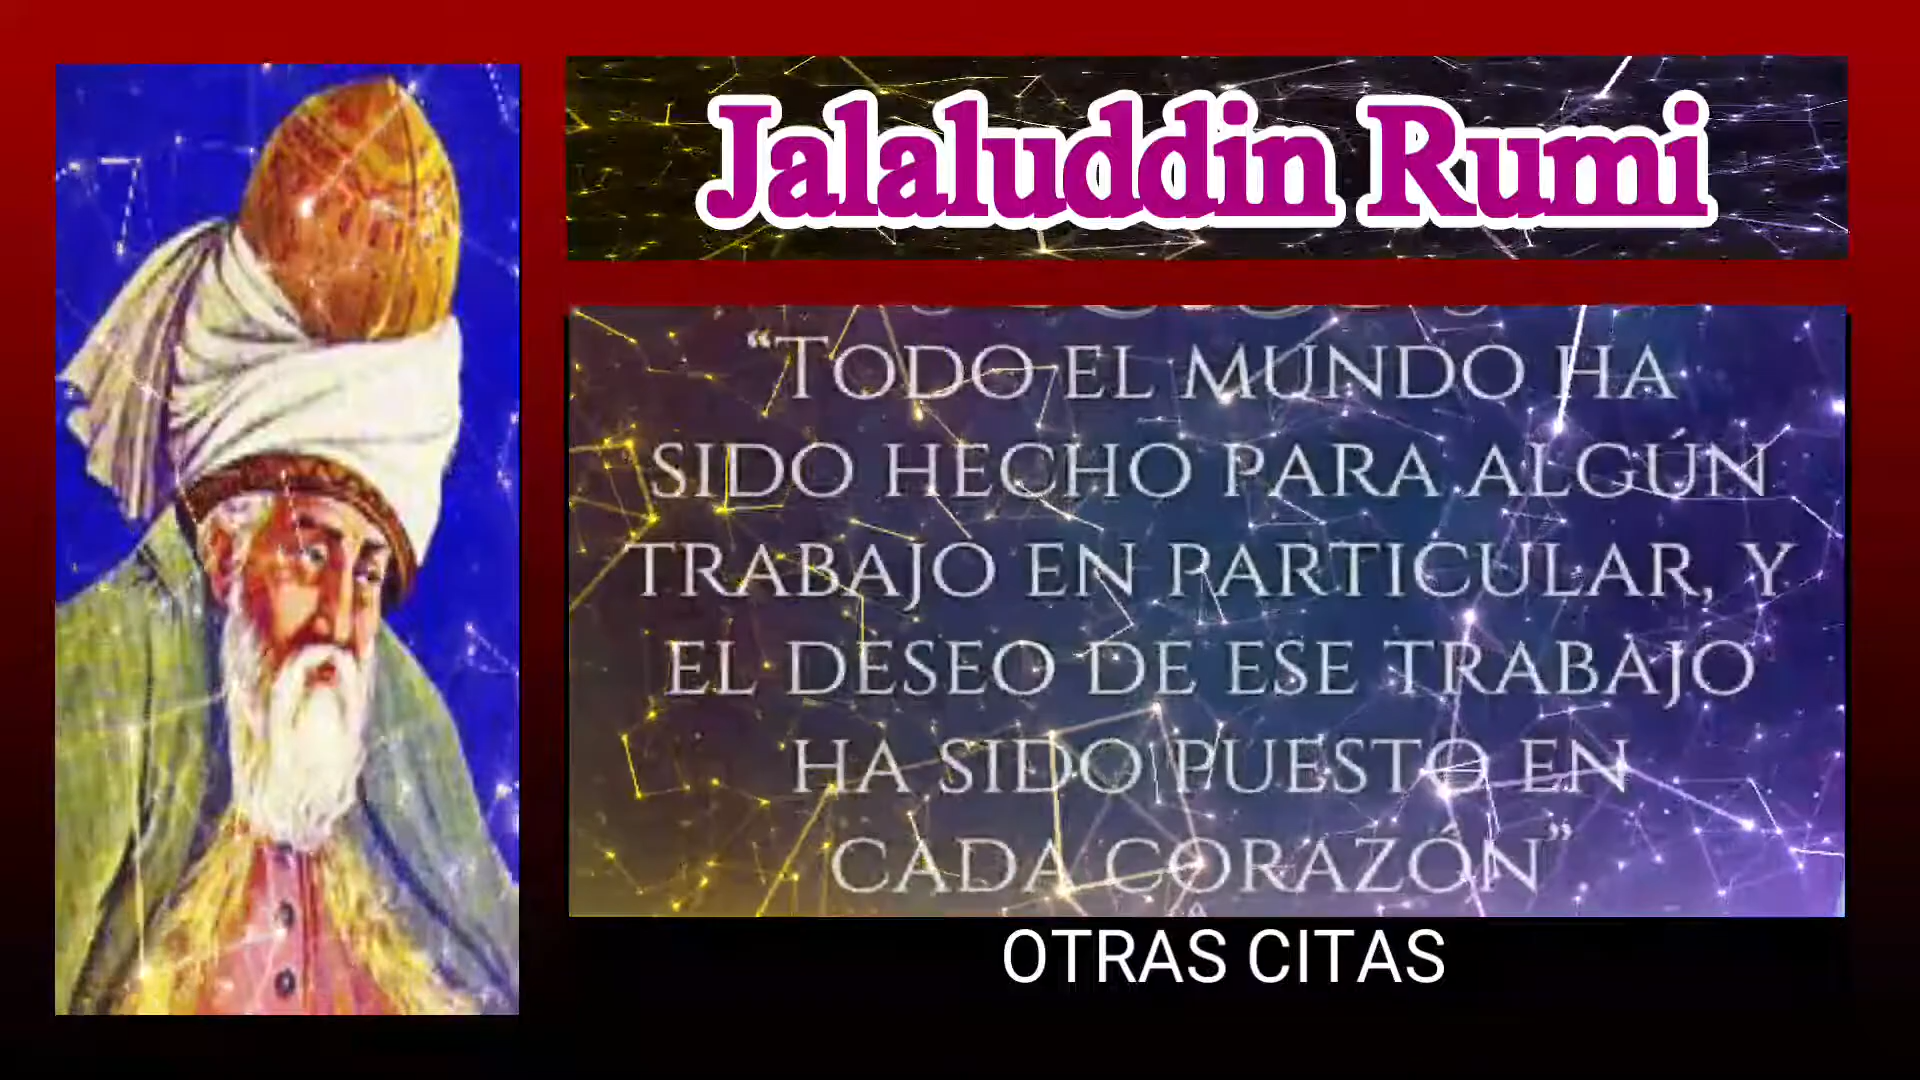 Jalaluddin Rumi
“TODO EL MUNDO HA
SIDO HECHO PARA ALGÚN
TRABAJO EN PARTICULAR, Y
EL DESEO DE ESE TRABAJO
HA SIDO PUESTO EN
CADA CORAZÓN”
OTRAS CITAS